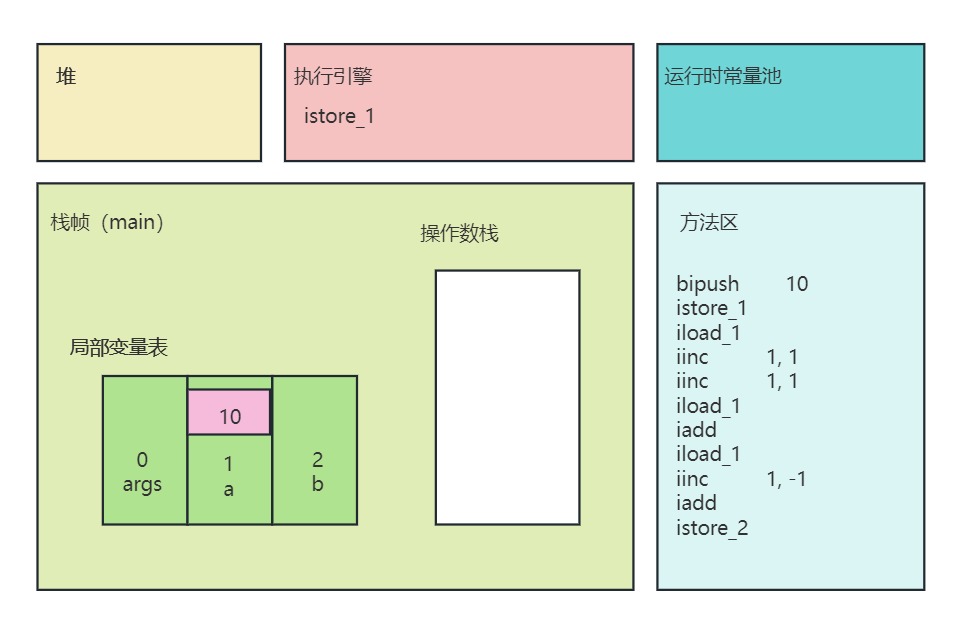 堆
执行引擎
istore_1
运行时常量池
栈帧（main）
操作数栈
局部变量表
10
0
args
1
a
2
b
方法区
bipush 10
istore_1
iload_1
iinc 1, 1
iinc 1, 1
iload_1
iadd
iload_1
iinc 1, -1
iadd
istore_2